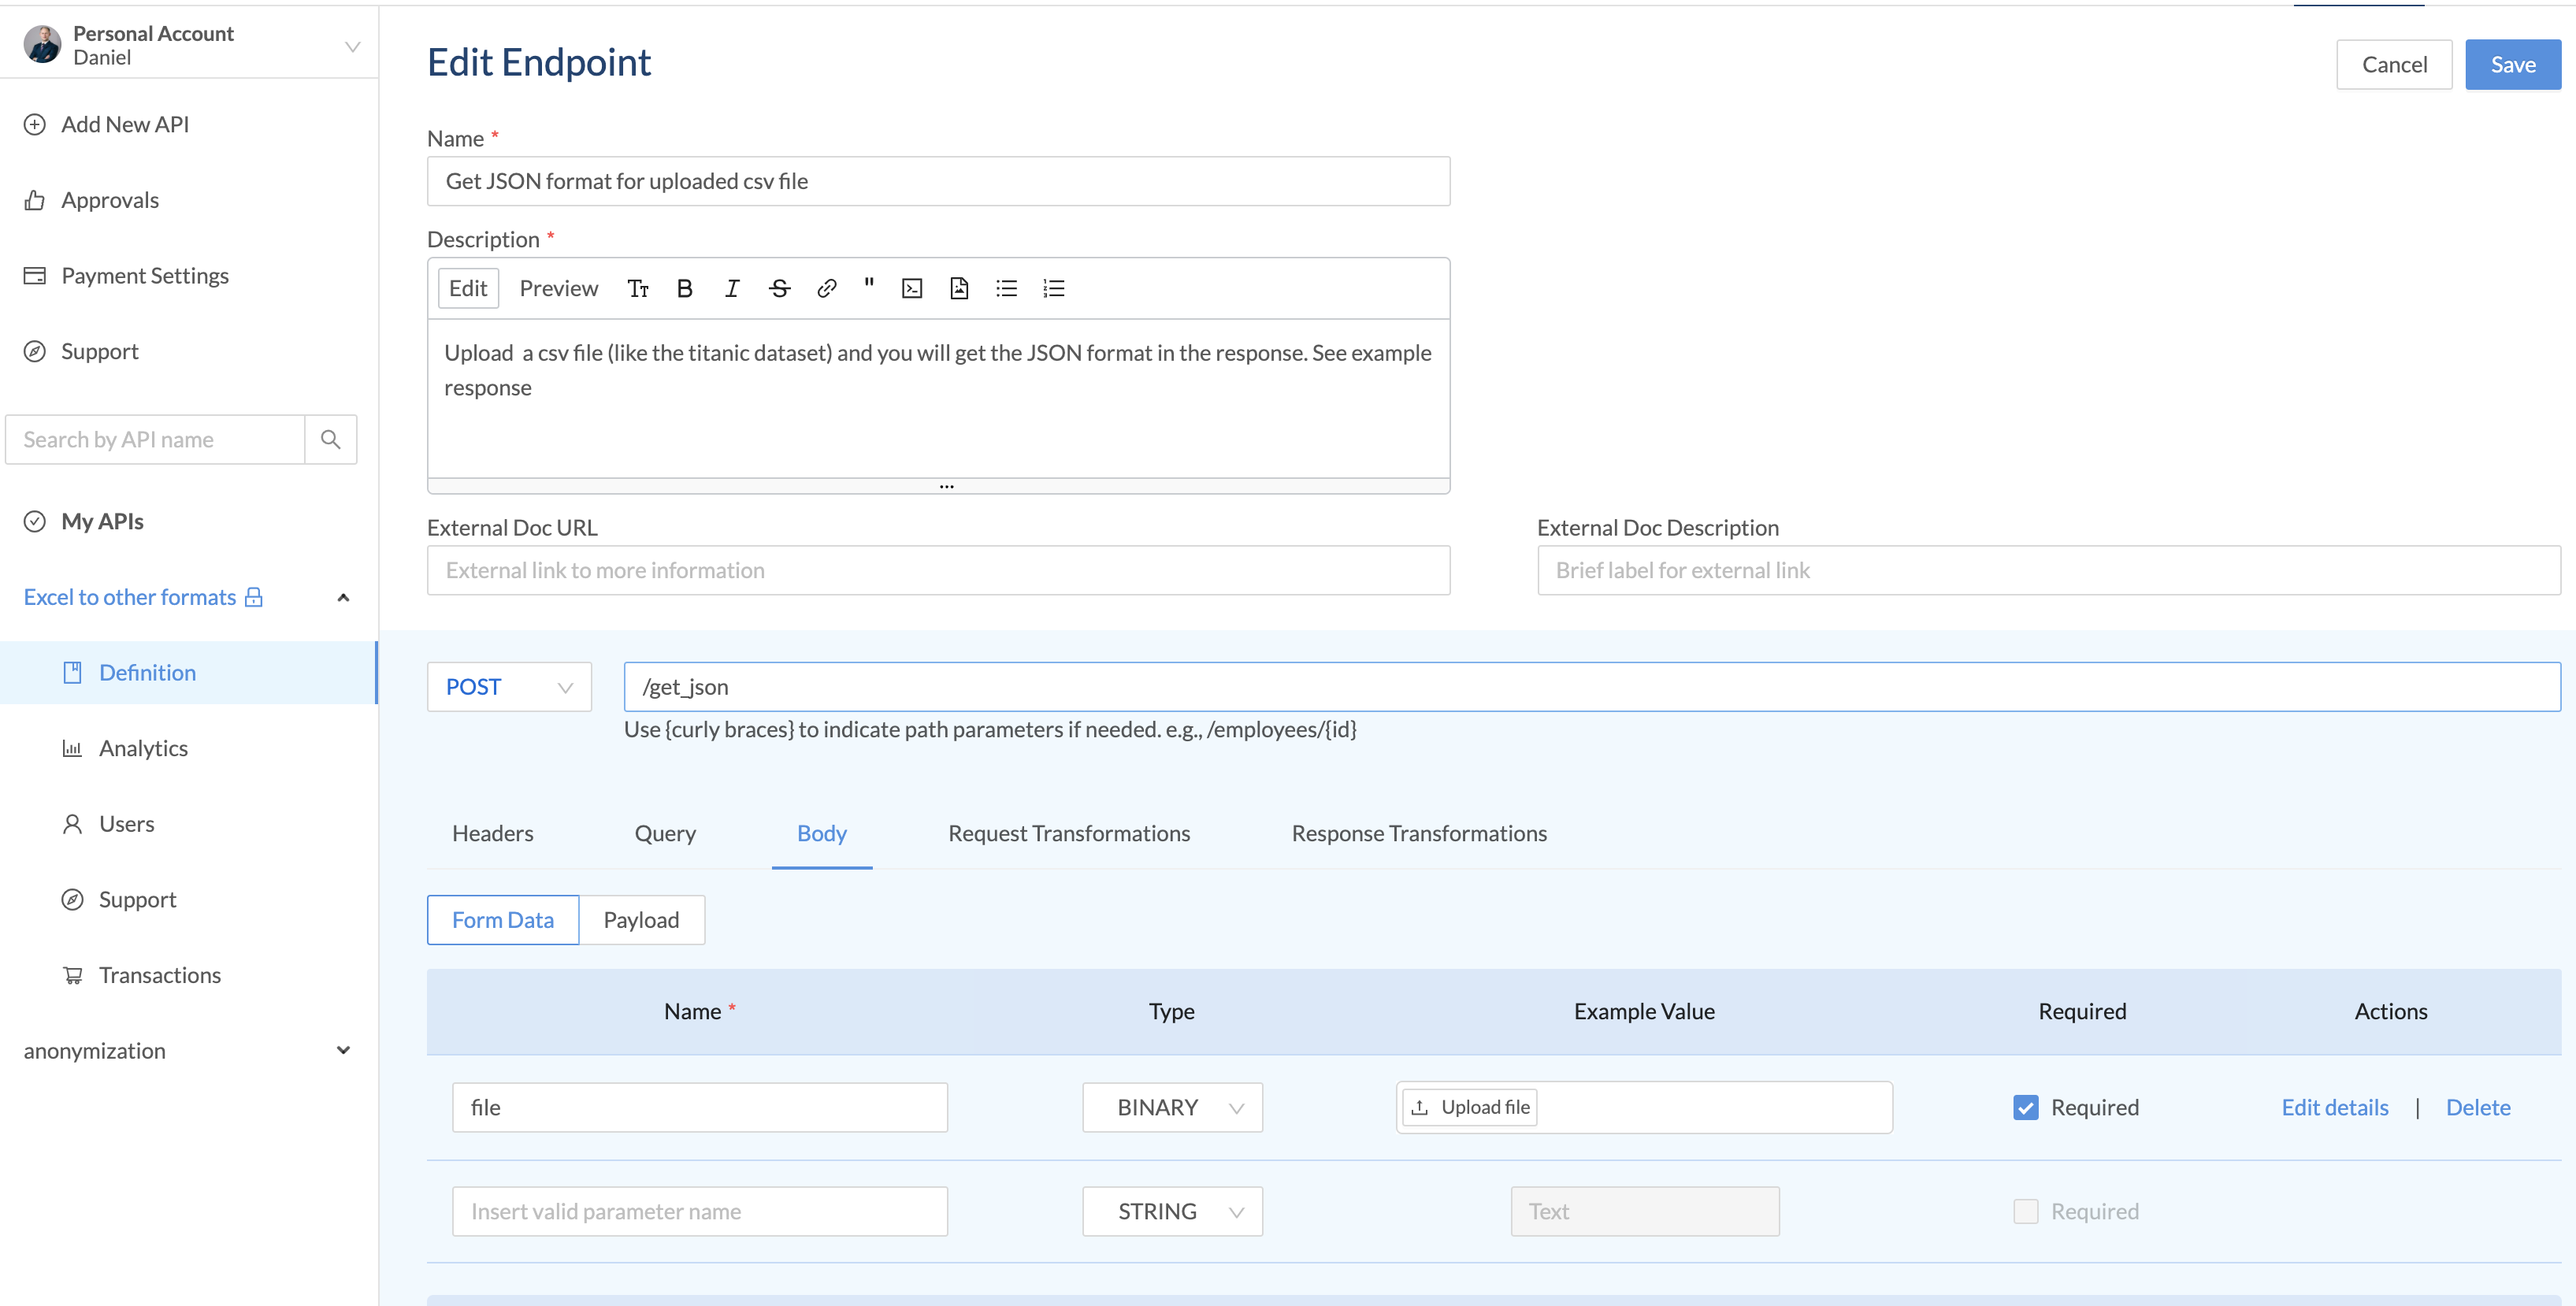 Personal Account
Daniel
Add New API
Approvals
Payment Settings
Support
Search by API name
My APIs
Excel to other formats
Definition
Analytics
Users
Support
Transactions
anonymization
Edit Endpoint
Cancel
Save
Name *
Get JSON format for uploaded csv file
Description *
Edit Preview
Upload  a csv file (like the titanic dataset) and you will get the JSON format in the response. See example
response
External Doc URL
External link to more information
External Doc Description
Brief label for external link
POST
/get_json
Use {curly braces} to indicate path parameters if needed. e.g., /employees/{id}
Headers Query Body Request Transformations Response Transformations
Form Data Payload
Name * Type Example Value Required Actions
file BINARY Upload file Required Edit details | Delete
Insert valid parameter name STRING Text Required